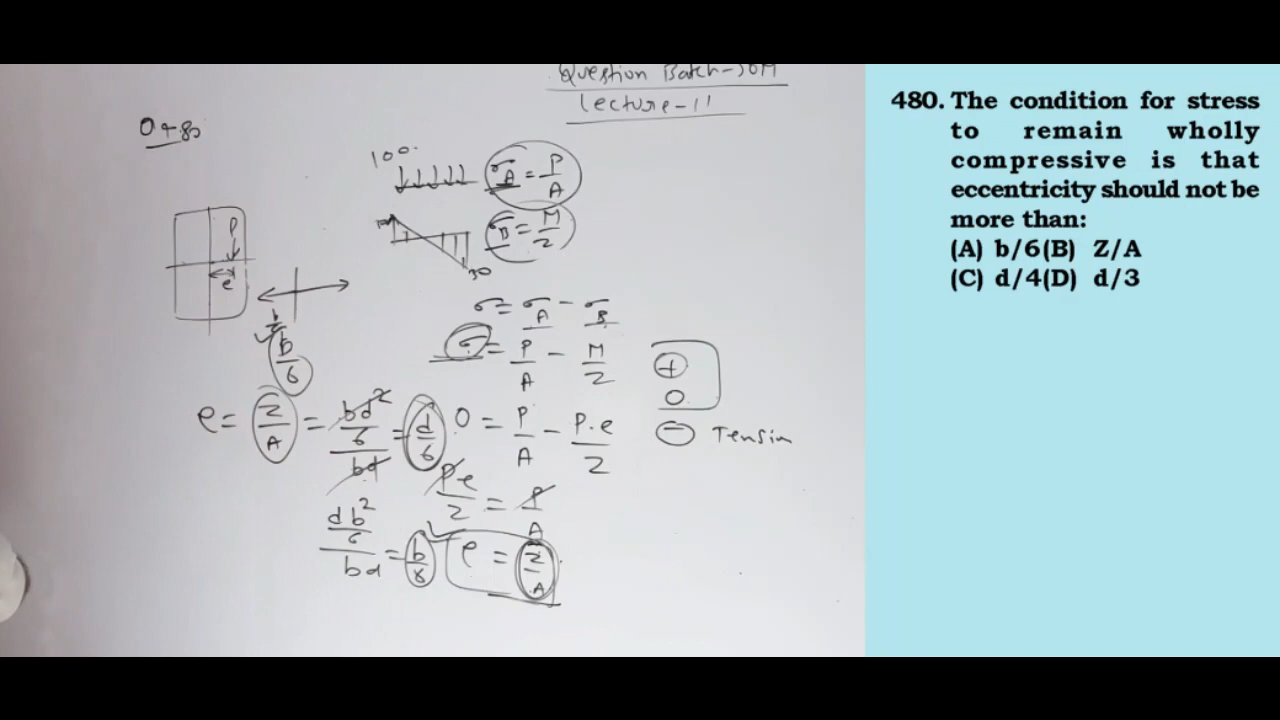 Question Batch-SOM
Lecture-11
0 + 80
100
σA = P/A
P
e
σB = M/Z
30
σ = σA - σB
b/6
σ = P/A - M/Z
+
0
- Tension
e = Z/A = bd²/6 / bd = d/6
0 = P/A - P.e/Z
Pe/Z = P/A
db²/6 / bd = b/6
e = Z/A
480. The condition for stress
to remain wholly
compressive is that
eccentricity should not be
more than:
(A) b/6(B) Z/A
(C) d/4(D) d/3